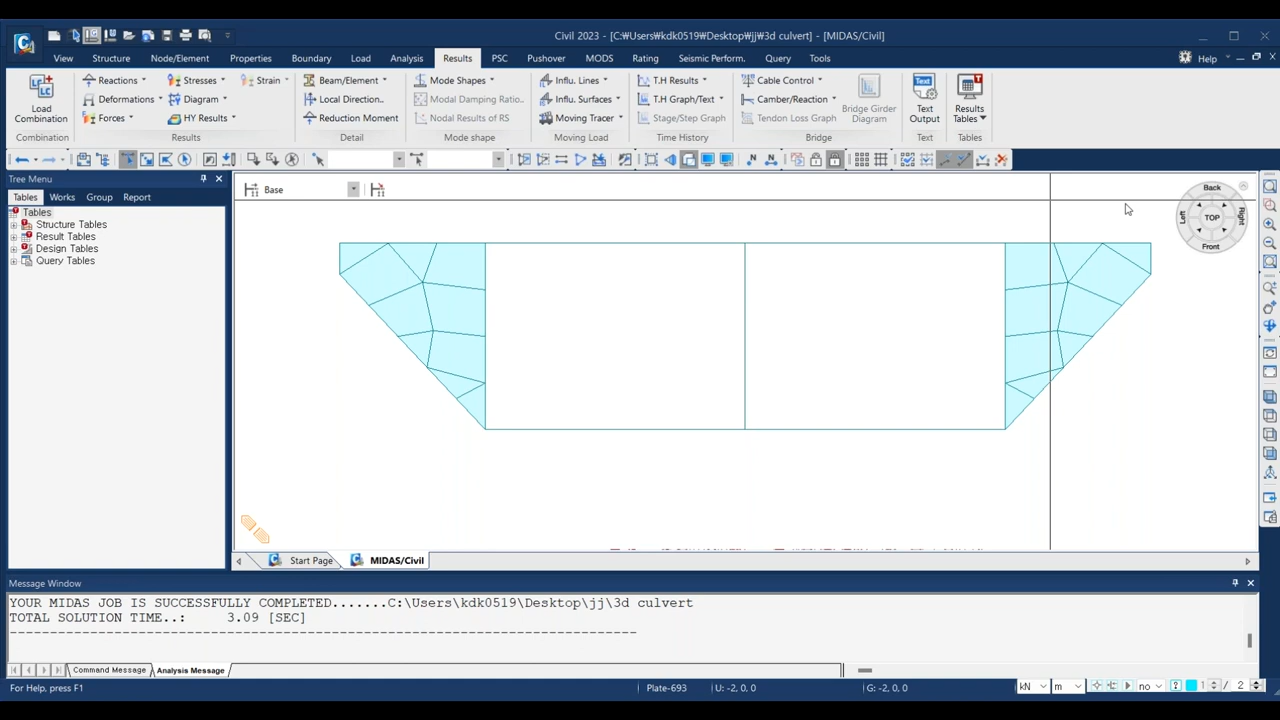 Civil 2023 - [C:₩Users₩kdk0519₩Desktop₩jj₩3d culvert] - [MIDAS/Civil]
View Structure Node/Element Properties Boundary Load Analysis Results PSC Pushover MODS Rating Seismic Perform. Query Tools Help
Reactions Stresses Strain Beam/Element Mode Shapes Influ. Lines T.H Results Cable Control
Load Combination Deformations Diagram Local Direction.. Modal Damping Ratio.. Influ. Surfaces T.H Graph/Text Camber/Reaction Bridge Girder Diagram Text Output Results Tables
Forces HY Results Reduction Moment Nodal Results of RS Moving Tracer Stage/Step Graph Tendon Loss Graph
Combination Results Detail Mode shape Moving Load Time History Bridge Text Tables
Tree Menu
Base
Tables Works Group Report
Tables
Structure Tables
Result Tables
Design Tables
Query Tables
Back
Left TOP Right
Front
Start Page MIDAS/Civil
Message Window
YOUR MIDAS JOB IS SUCCESSFULLY COMPLETED.......C:\Users\kdk0519\Desktop\jj\3d culvert
TOTAL SOLUTION TIME..: 3.09 [SEC]
--------------------------------------------------------------------------------
Command Message Analysis Message
For Help, press F1 Plate-693 U: -2, 0, 0 G: -2, 0, 0 kN m no 1 / 2